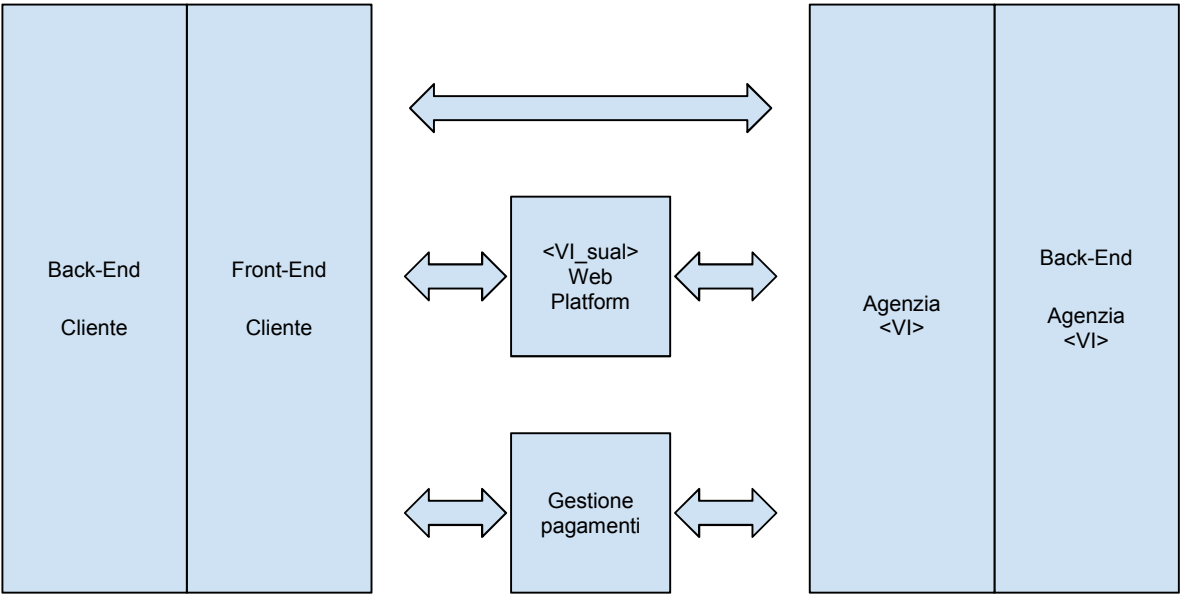 Back-End
Cliente
Front-End
Cliente
<VI_sual>
Web
Platform
Gestione
pagamenti
Agenzia
<VI>
Back-End
Agenzia
<VI>